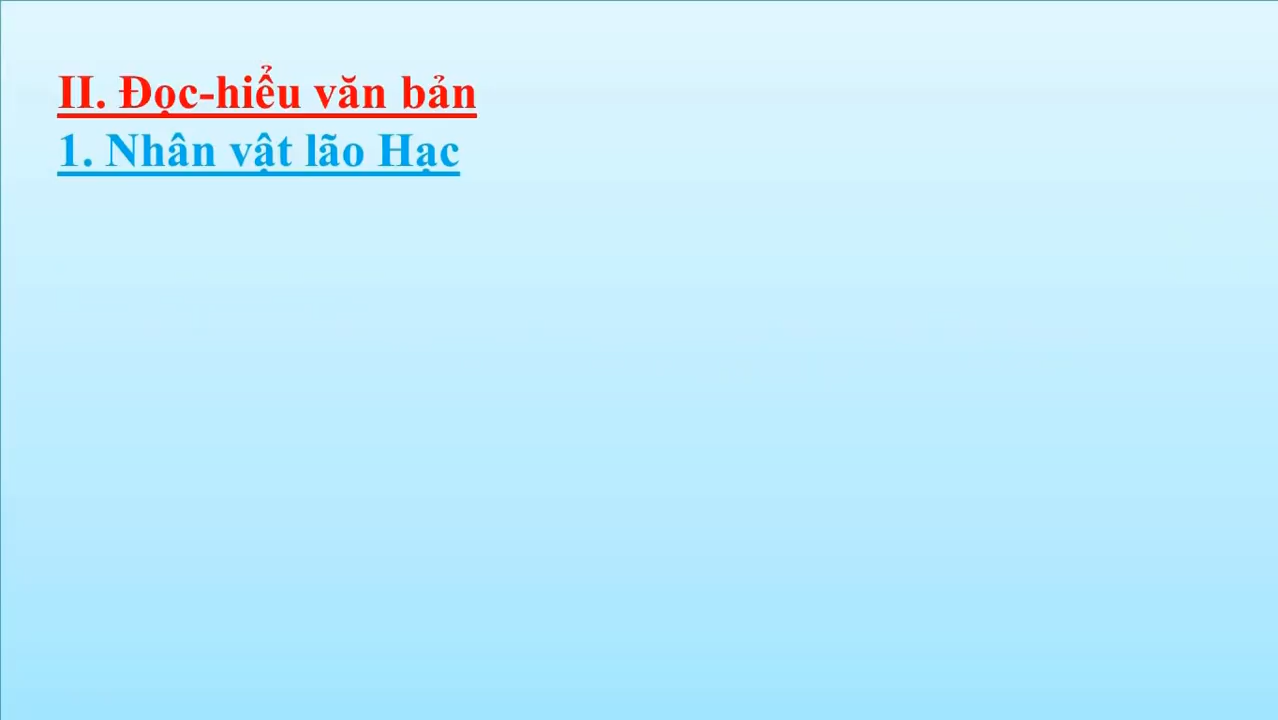 II. Đọc-hiểu văn bản
1. Nhân vật lão Hạc